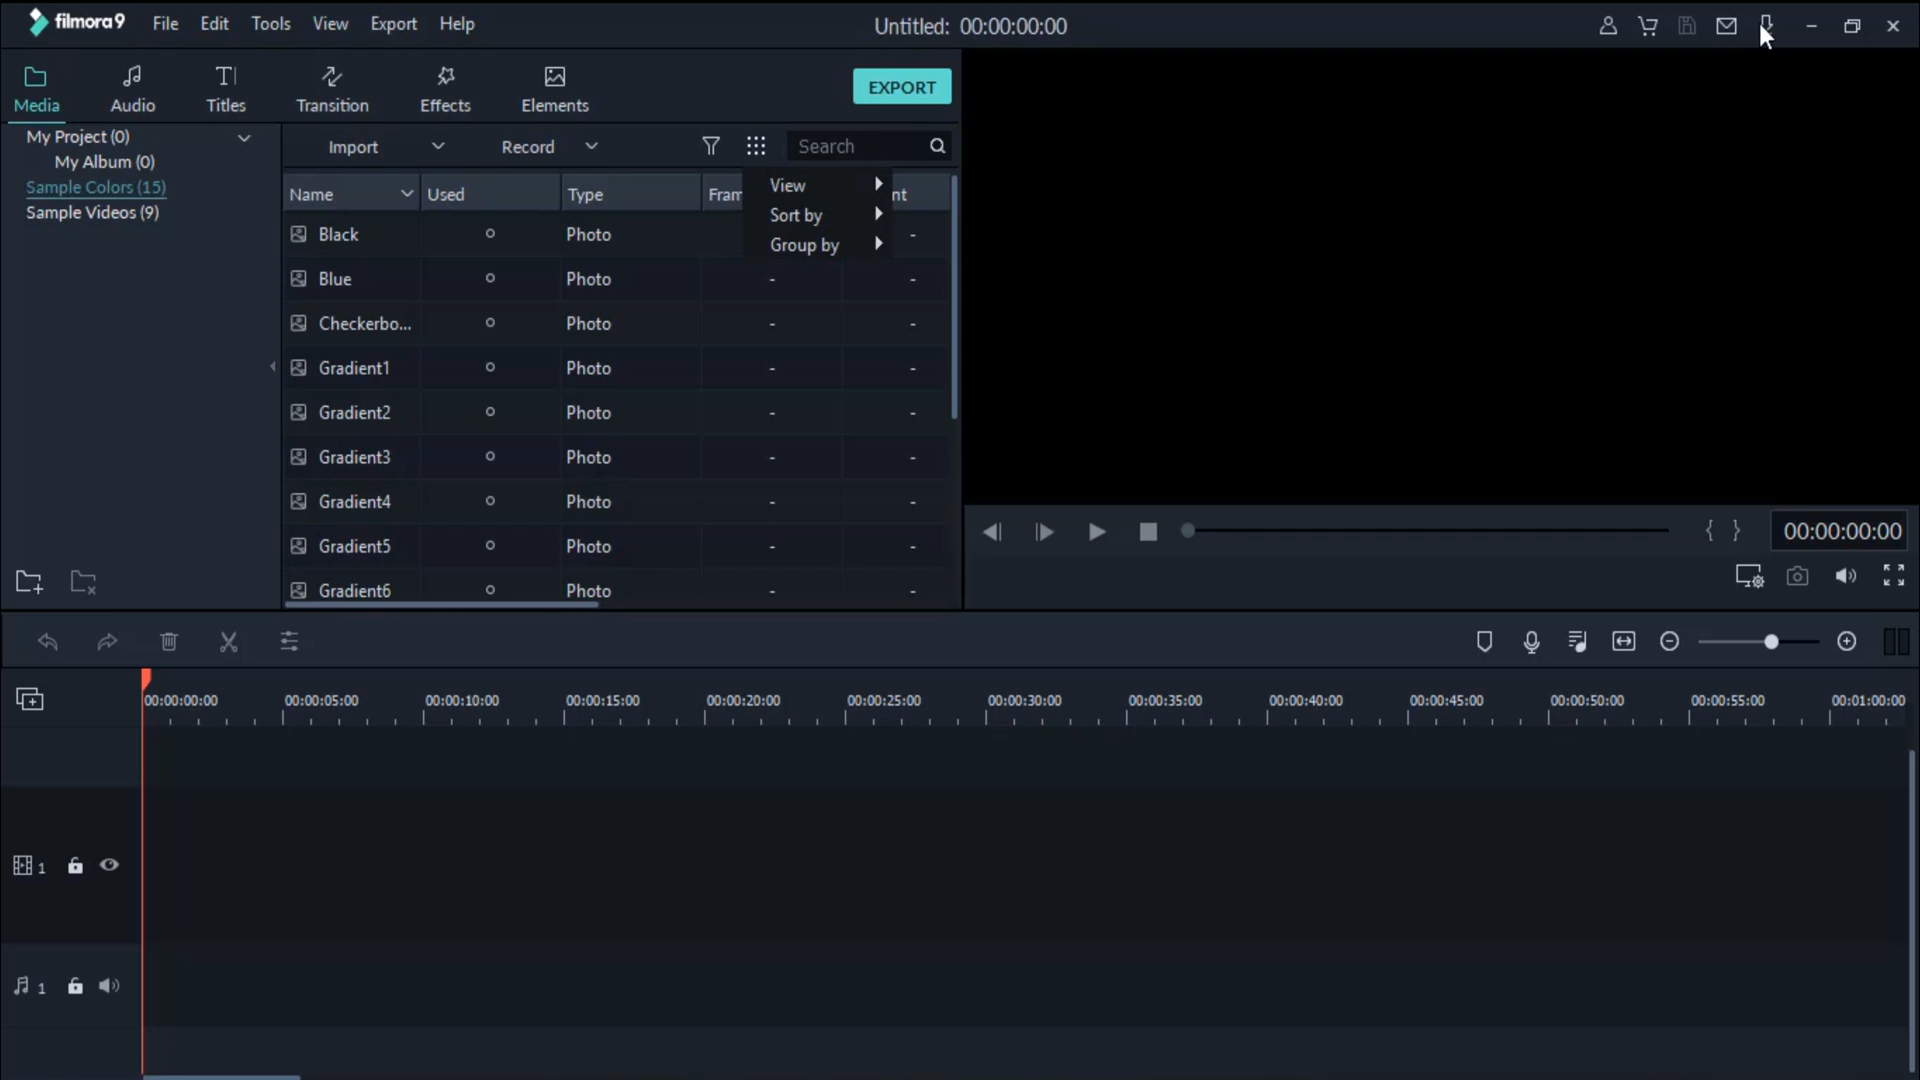 filmora9 File Edit Tools View Export Help Untitled: 00:00:00:00
Media Audio Titles Transition Effects Elements EXPORT
My Project (0)
My Album (0)
Sample Colors (15)
Sample Videos (9)
Import Record Search
Name Used Type Fram nt
View
Sort by
Group by
Black Photo -
Blue Photo - -
Checkerbo... Photo - -
Gradient1 Photo - -
Gradient2 Photo - -
Gradient3 Photo - -
Gradient4 Photo - -
Gradient5 Photo - -
Gradient6 Photo - -
{ } 00:00:00:00
00:00:00:00 00:00:05:00 00:00:10:00 00:00:15:00 00:00:20:00 00:00:25:00 00:00:30:00 00:00:35:00 00:00:40:00 00:00:45:00 00:00:50:00 00:00:55:00 00:01:00:00
1
1